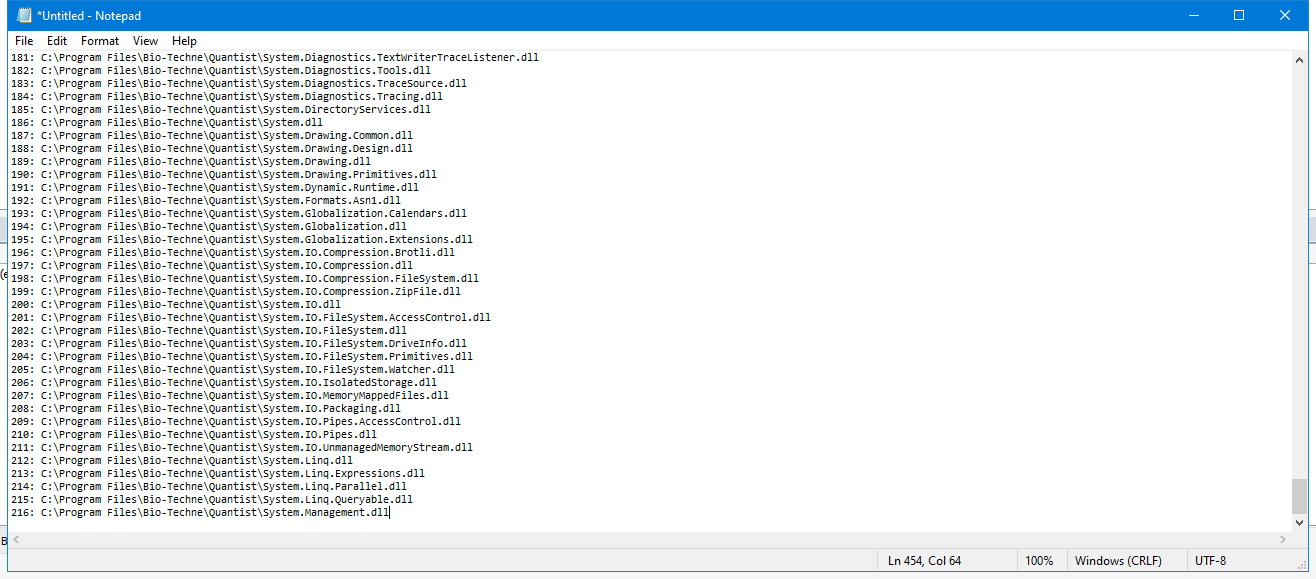 *Untitled - Notepad
File Edit Format View Help
181: C:\Program Files\Bio-Techne\Quantist\System.Diagnostics.TextWriterTraceListener.dll
182: C:\Program Files\Bio-Techne\Quantist\System.Diagnostics.Tools.dll
183: C:\Program Files\Bio-Techne\Quantist\System.Diagnostics.TraceSource.dll
184: C:\Program Files\Bio-Techne\Quantist\System.Diagnostics.Tracing.dll
185: C:\Program Files\Bio-Techne\Quantist\System.DirectoryServices.dll
186: C:\Program Files\Bio-Techne\Quantist\System.dll
187: C:\Program Files\Bio-Techne\Quantist\System.Drawing.Common.dll
188: C:\Program Files\Bio-Techne\Quantist\System.Drawing.Design.dll
189: C:\Program Files\Bio-Techne\Quantist\System.Drawing.dll
190: C:\Program Files\Bio-Techne\Quantist\System.Drawing.Primitives.dll
191: C:\Program Files\Bio-Techne\Quantist\System.Dynamic.Runtime.dll
192: C:\Program Files\Bio-Techne\Quantist\System.Formats.Asn1.dll
193: C:\Program Files\Bio-Techne\Quantist\System.Globalization.Calendars.dll
194: C:\Program Files\Bio-Techne\Quantist\System.Globalization.dll
195: C:\Program Files\Bio-Techne\Quantist\System.Globalization.Extensions.dll
196: C:\Program Files\Bio-Techne\Quantist\System.IO.Compression.Brotli.dll
197: C:\Program Files\Bio-Techne\Quantist\System.IO.Compression.dll
198: C:\Program Files\Bio-Techne\Quantist\System.IO.Compression.FileSystem.dll
199: C:\Program Files\Bio-Techne\Quantist\System.IO.Compression.ZipFile.dll
200: C:\Program Files\Bio-Techne\Quantist\System.IO.dll
201: C:\Program Files\Bio-Techne\Quantist\System.IO.FileSystem.AccessControl.dll
202: C:\Program Files\Bio-Techne\Quantist\System.IO.FileSystem.dll
203: C:\Program Files\Bio-Techne\Quantist\System.IO.FileSystem.DriveInfo.dll
204: C:\Program Files\Bio-Techne\Quantist\System.IO.FileSystem.Primitives.dll
205: C:\Program Files\Bio-Techne\Quantist\System.IO.FileSystem.Watcher.dll
206: C:\Program Files\Bio-Techne\Quantist\System.IO.IsolatedStorage.dll
207: C:\Program Files\Bio-Techne\Quantist\System.IO.MemoryMappedFiles.dll
208: C:\Program Files\Bio-Techne\Quantist\System.IO.Packaging.dll
209: C:\Program Files\Bio-Techne\Quantist\System.IO.Pipes.AccessControl.dll
210: C:\Program Files\Bio-Techne\Quantist\System.IO.Pipes.dll
211: C:\Program Files\Bio-Techne\Quantist\System.IO.UnmanagedMemoryStream.dll
212: C:\Program Files\Bio-Techne\Quantist\System.Linq.dll
213: C:\Program Files\Bio-Techne\Quantist\System.Linq.Expressions.dll
214: C:\Program Files\Bio-Techne\Quantist\System.Linq.Parallel.dll
215: C:\Program Files\Bio-Techne\Quantist\System.Linq.Queryable.dll
216: C:\Program Files\Bio-Techne\Quantist\System.Management.dll
Ln 454, Col 64 100% Windows (CRLF) UTF-8